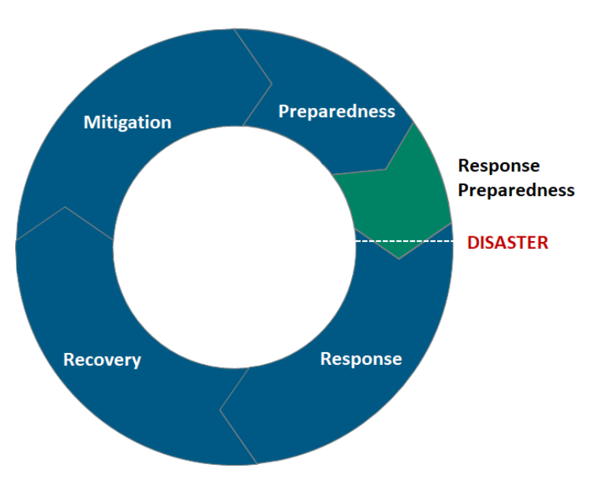 Mitigation
Preparedness
Response
Preparedness
DISASTER
Response
Recovery